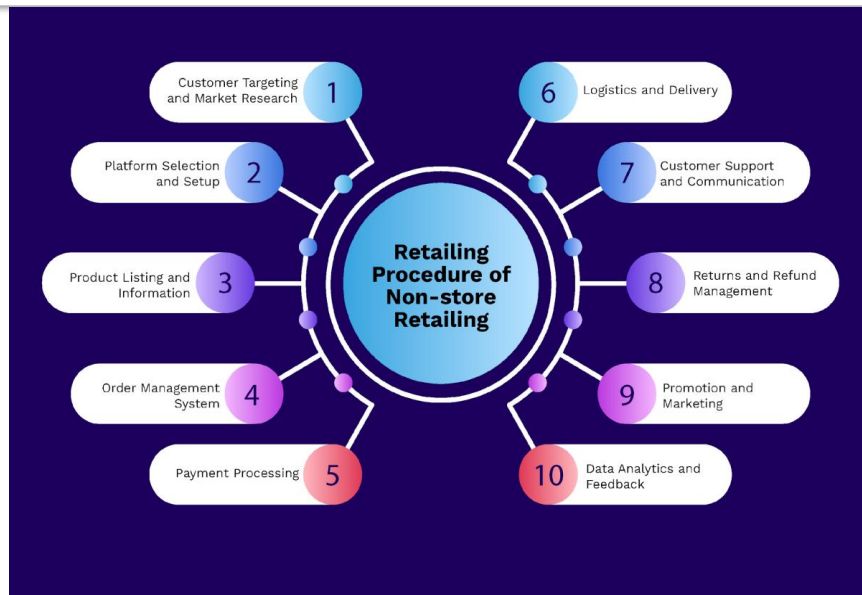 1
Customer Targeting
and Market Research
2
Platform Selection
and Setup
3
Product Listing and
Information
4
Order Management
System
5
Payment Processing
Retailing
Procedure of
Non-store
Retailing
6
Logistics and Delivery
7
Customer Support
and Communication
8
Returns and Refund
Management
9
Promotion and
Marketing
10
Data Analytics and
Feedback